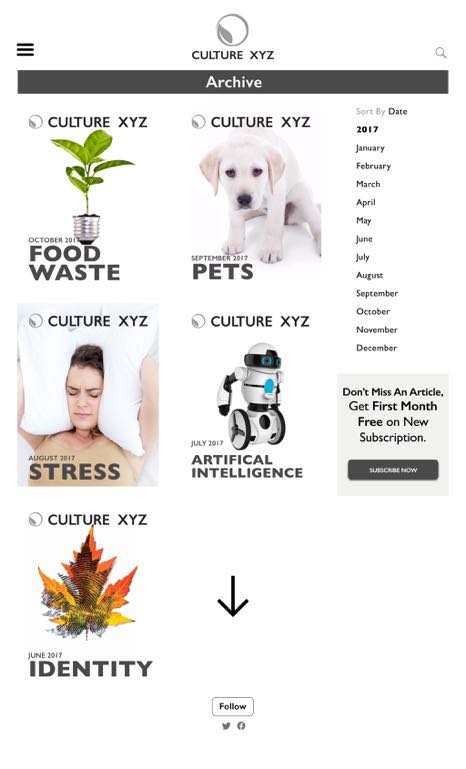 CULTURE XYZ
Archive
CULTURE XYZ
OCTOBER 2017
FOOD
WASTE
CULTURE XYZ
SEPTEMBER 2017
PETS
CULTURE XYZ
AUGUST 2017
STRESS
CULTURE XYZ
JULY 2017
ARTIFICAL
INTELLIGENCE
CULTURE XYZ
JUNE 2017
IDENTITY
Sort By Date
2017
January
February
March
April
May
June
July
August
September
October
November
December
Don't Miss An Article,
Get First Month
Free on New
Subscription.
SUBSCRIBE NOW
Follow